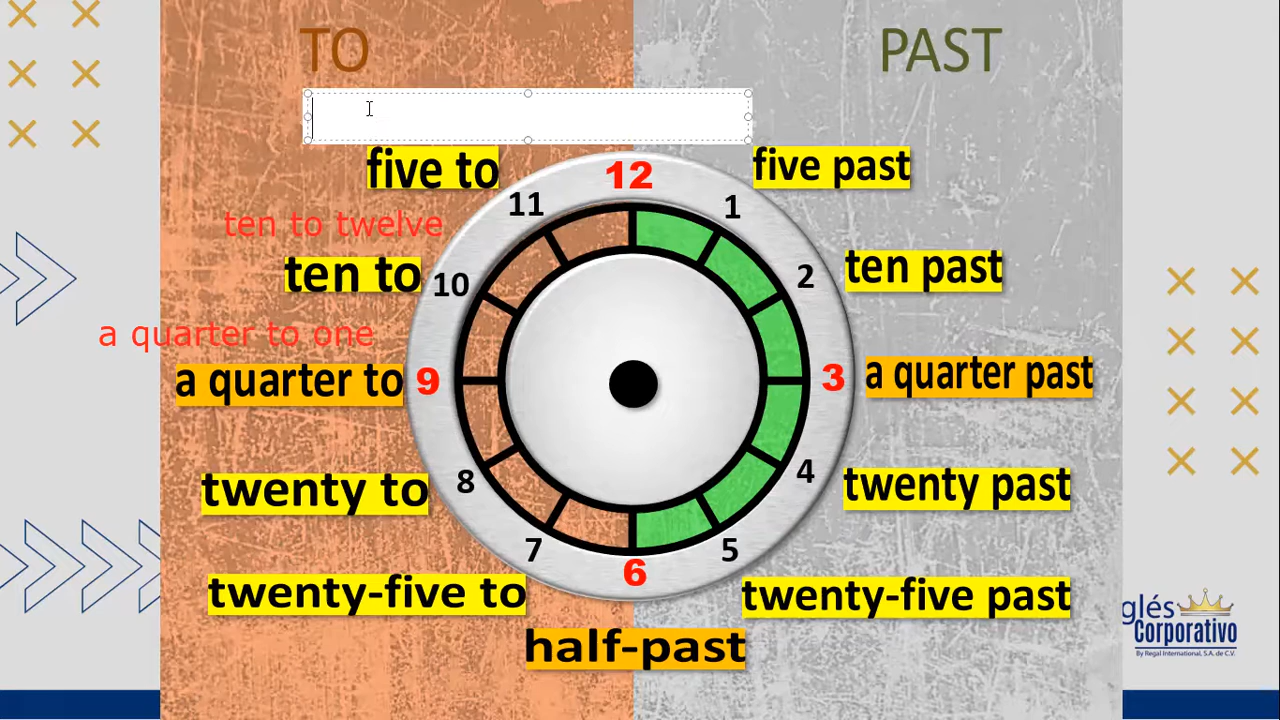 TO
PAST
five to
12
five past
11
1
ten to twelve
ten to
10
2
ten past
a quarter to one
a quarter to
9
3
a quarter past
twenty to
8
4
twenty past
7
5
twenty-five to
6
twenty-five past
half-past
glés
Corporativo
By Regal International, S.A. de C.V.